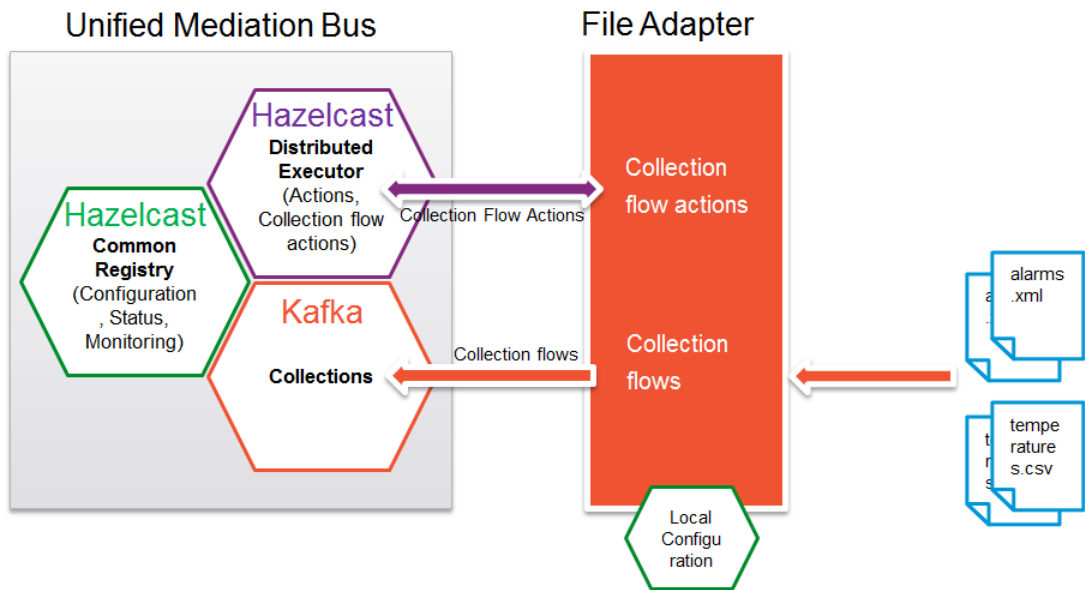 Unified Mediation Bus
File Adapter
Hazelcast
Distributed
Executor
(Actions,
Collection flow
actions)
Hazelcast
Common
Registry
(Configuration
, Status,
Monitoring)
Kafka
Collections
Collection Flow Actions
Collection flows
Collection
flow actions
Collection
flows
Local
Configu
ration
alarms
.xml
a
.
tempe
rature
s.csv
t
r
s